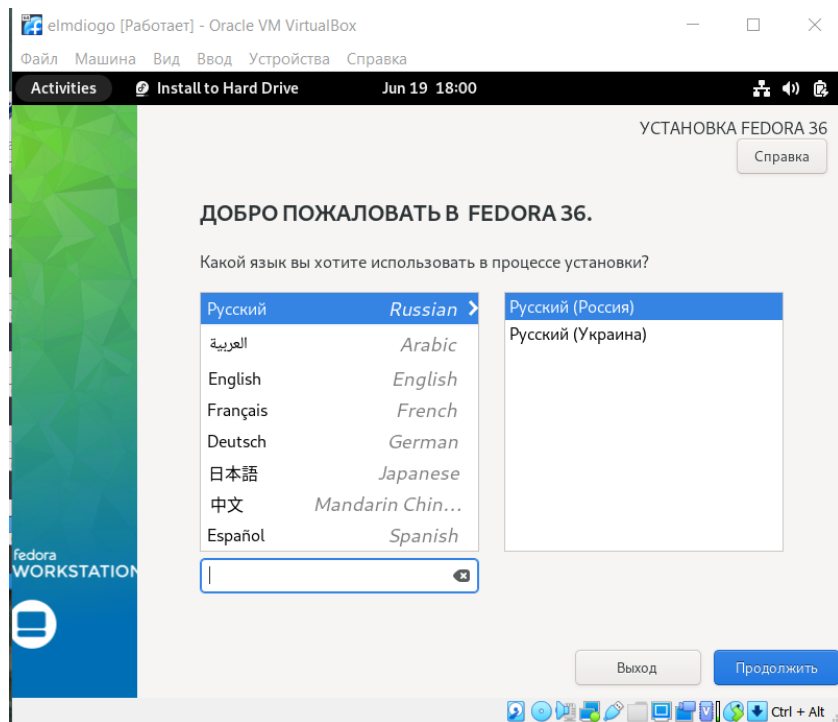 elmdiogo [Работает] - Oracle VM VirtualBox
Файл Машина Вид Ввод Устройства Справка
Activities Install to Hard Drive Jun 19 18:00
УСТАНОВКА FEDORA 36
Справка
ДОБРО ПОЖАЛОВАТЬ В FEDORA 36.
Какой язык вы хотите использовать в процессе установки?
Русский Russian
العربية Arabic
English English
Français French
Deutsch German
日本語 Japanese
中文 Mandarin Chin...
Español Spanish
Русский (Россия)
Русский (Украина)
fedora
WORKSTATION
Выход Продолжить
Ctrl + Alt